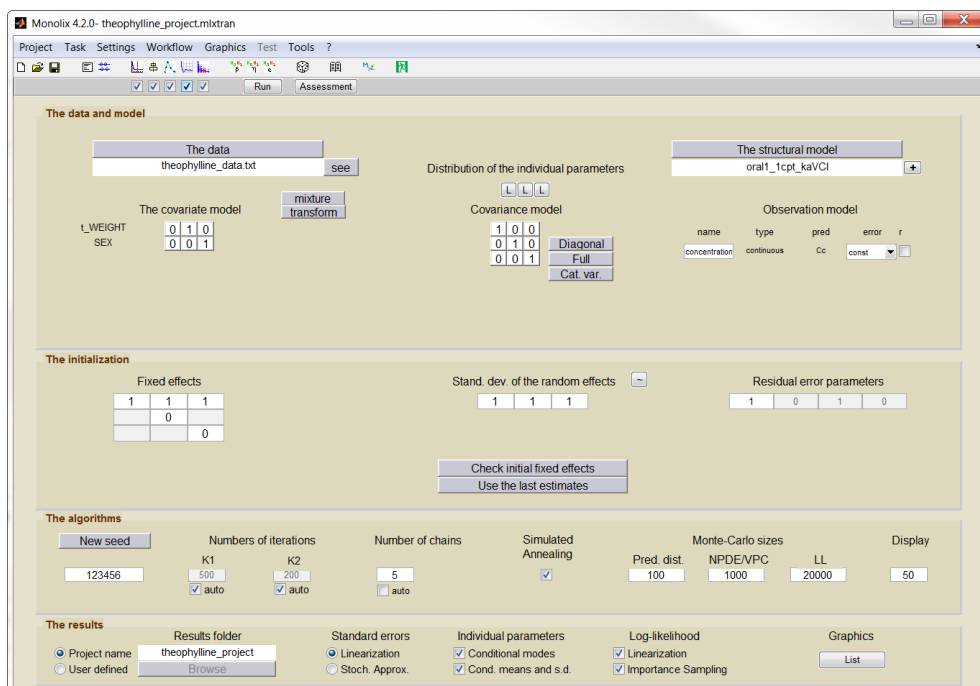 Monolix 4.2.0- theophylline_project.mlxtran
Project Task Settings Workflow Graphics Test Tools ?
Run Assessment
The data and model
The data
theophylline_data.txt see
mixture
transform
The covariate model
t_WEIGHT 0 1 0
SEX 0 0 1
Distribution of the individual parameters
L L L
Covariance model
1 0 0
0 1 0
0 0 1
Diagonal
Full
Cat. var.
The structural model
oral1_1cpt_kaVCl +
Observation model
name type pred error r
concentration continuous Cc const
The initialization
Fixed effects
1 1 1
0
0
Stand. dev. of the random effects ~
1 1 1
Residual error parameters
1 0 1 0
Check initial fixed effects
Use the last estimates
The algorithms
New seed
123456
Numbers of iterations
K1 K2
500 200
auto auto
Number of chains
5
auto
Simulated
Annealing
Monte-Carlo sizes
Pred. dist. NPDE/VPC LL
100 1000 20000
Display
50
The results
Results folder
Project name theophylline_project
User defined Browse
Standard errors
Linearization
Stoch. Approx.
Individual parameters
Conditional modes
Cond. means and s.d.
Log-likelihood
Linearization
Importance Sampling
Graphics
List